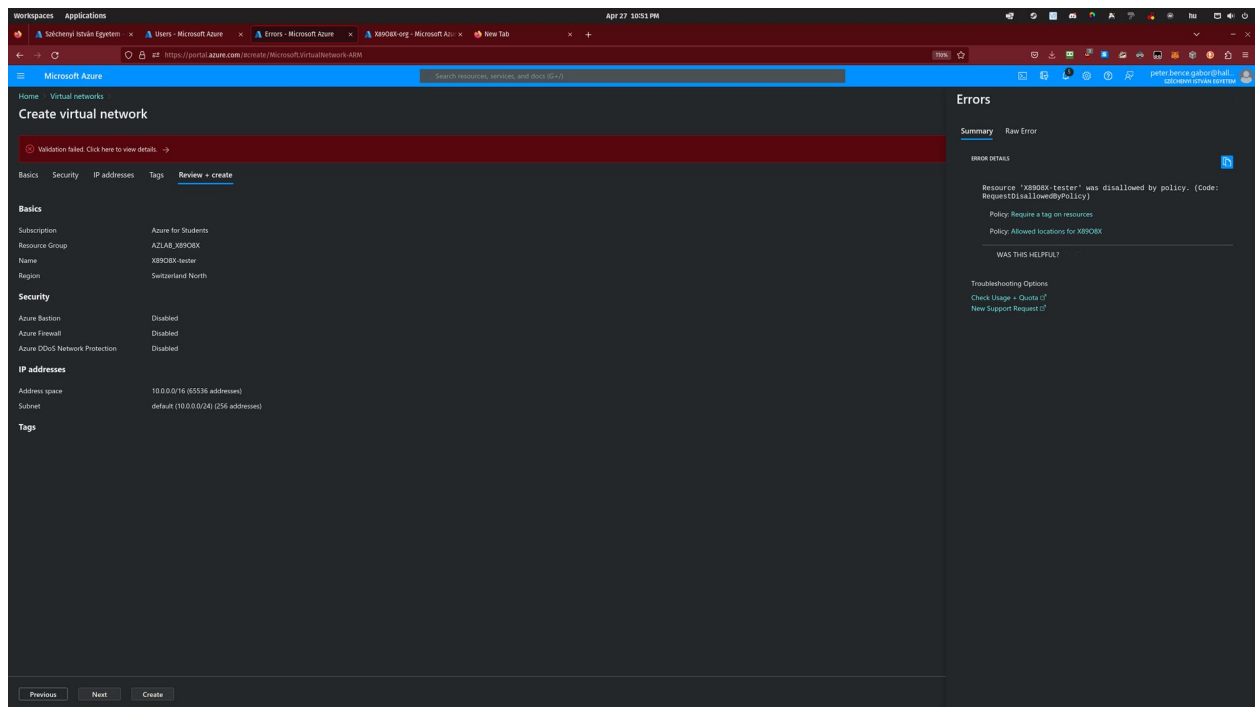 Workspaces Applications Apr 27 10:51 PM hu
Széchenyi István Egyetem - × Users - Microsoft Azure × Errors - Microsoft Azure × X89O8X-org - Microsoft Azu × New Tab × +
https://portal.azure.com/#create/Microsoft.VirtualNetwork-ARM 110%
Microsoft Azure Search resources, services, and docs (G+/) 1 peter.bence.gabor@hall...
SZÉCHENYI ISTVÁN EGYETEM
Home > Virtual networks >
Create virtual network
Validation failed. Click here to view details. →
Basics Security IP addresses Tags Review + create
Basics
Subscription Azure for Students
Resource Group AZLAB_X89O8X
Name X89O8X-tester
Region Switzerland North
Security
Azure Bastion Disabled
Azure Firewall Disabled
Azure DDoS Network Protection Disabled
IP addresses
Address space 10.0.0.0/16 (65536 addresses)
Subnet default (10.0.0.0/24) (256 addresses)
Tags
Previous Next Create
Errors
Summary Raw Error
ERROR DETAILS
Resource 'X89O8X-tester' was disallowed by policy. (Code:
RequestDisallowedByPolicy)
Policy: Require a tag on resources
Policy: Allowed locations for X89O8X
WAS THIS HELPFUL?
Troubleshooting Options
Check Usage + Quota
New Support Request